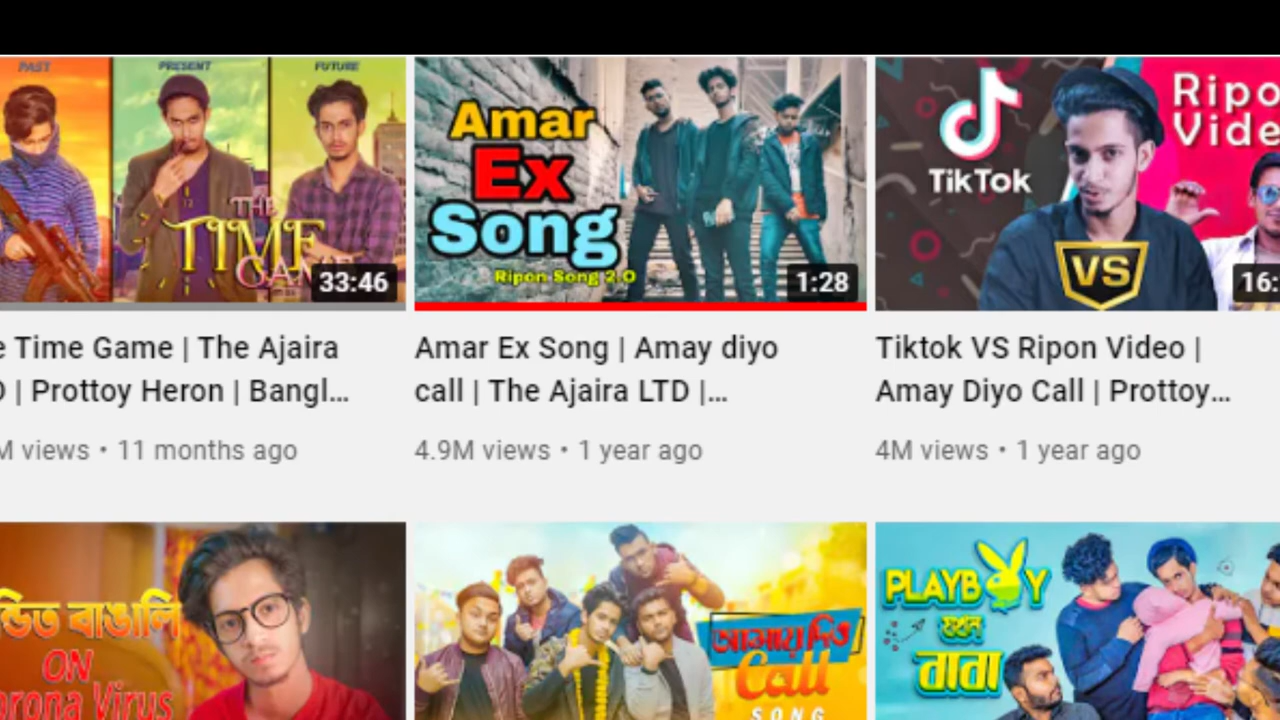 PAST
PRESENT
FUTURE
THE
TIME
GAME
33:46
Amar
Ex
Song
Ripon Song 2.0
1:28
TikTok
VS
16:
Time Game | The Ajaira
| Prottoy Heron | Bangl...
M views • 11 months ago
Amar Ex Song | Amay diyo
call | The Ajaira LTD |...
4.9M views • 1 year ago
Tiktok VS Ripon Video |
Amay Diyo Call | Prottoy...
4M views • 1 year ago
বাঙালি
ON
Virus
আমায় দিও
Call
SONG
PLAYBOY
যখন
বাবা